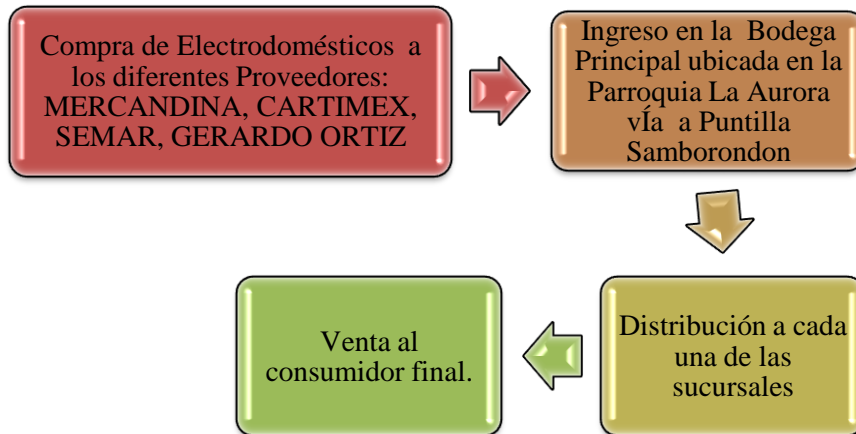 Compra de Electrodomésticos a
los diferentes Proveedores:
MERCANDINA, CARTIMEX,
SEMAR, GERARDO ORTIZ
Ingreso en la Bodega
Principal ubicada en la
Parroquia La Aurora
vÍa a Puntilla
Samborondon
Distribución a cada
una de las
sucursales
Venta al
consumidor final.